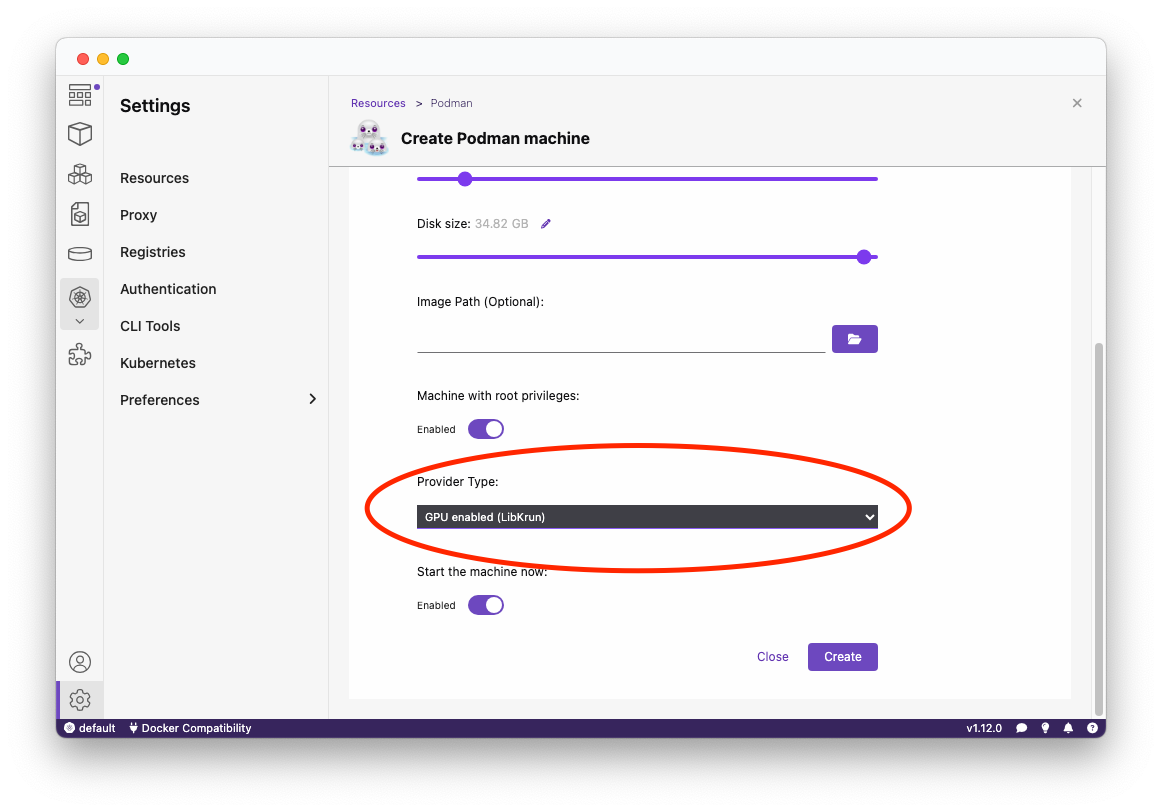 Settings
Resources
Proxy
Registries
Authentication
CLI Tools
Kubernetes
Preferences
Resources > Podman
Create Podman machine
Disk size: 34.82 GB
Image Path (Optional):
Machine with root privileges:
Enabled
Provider Type:
GPU enabled (LibKrun)
Start the machine now:
Enabled
Close Create
default Docker Compatibility v1.12.0